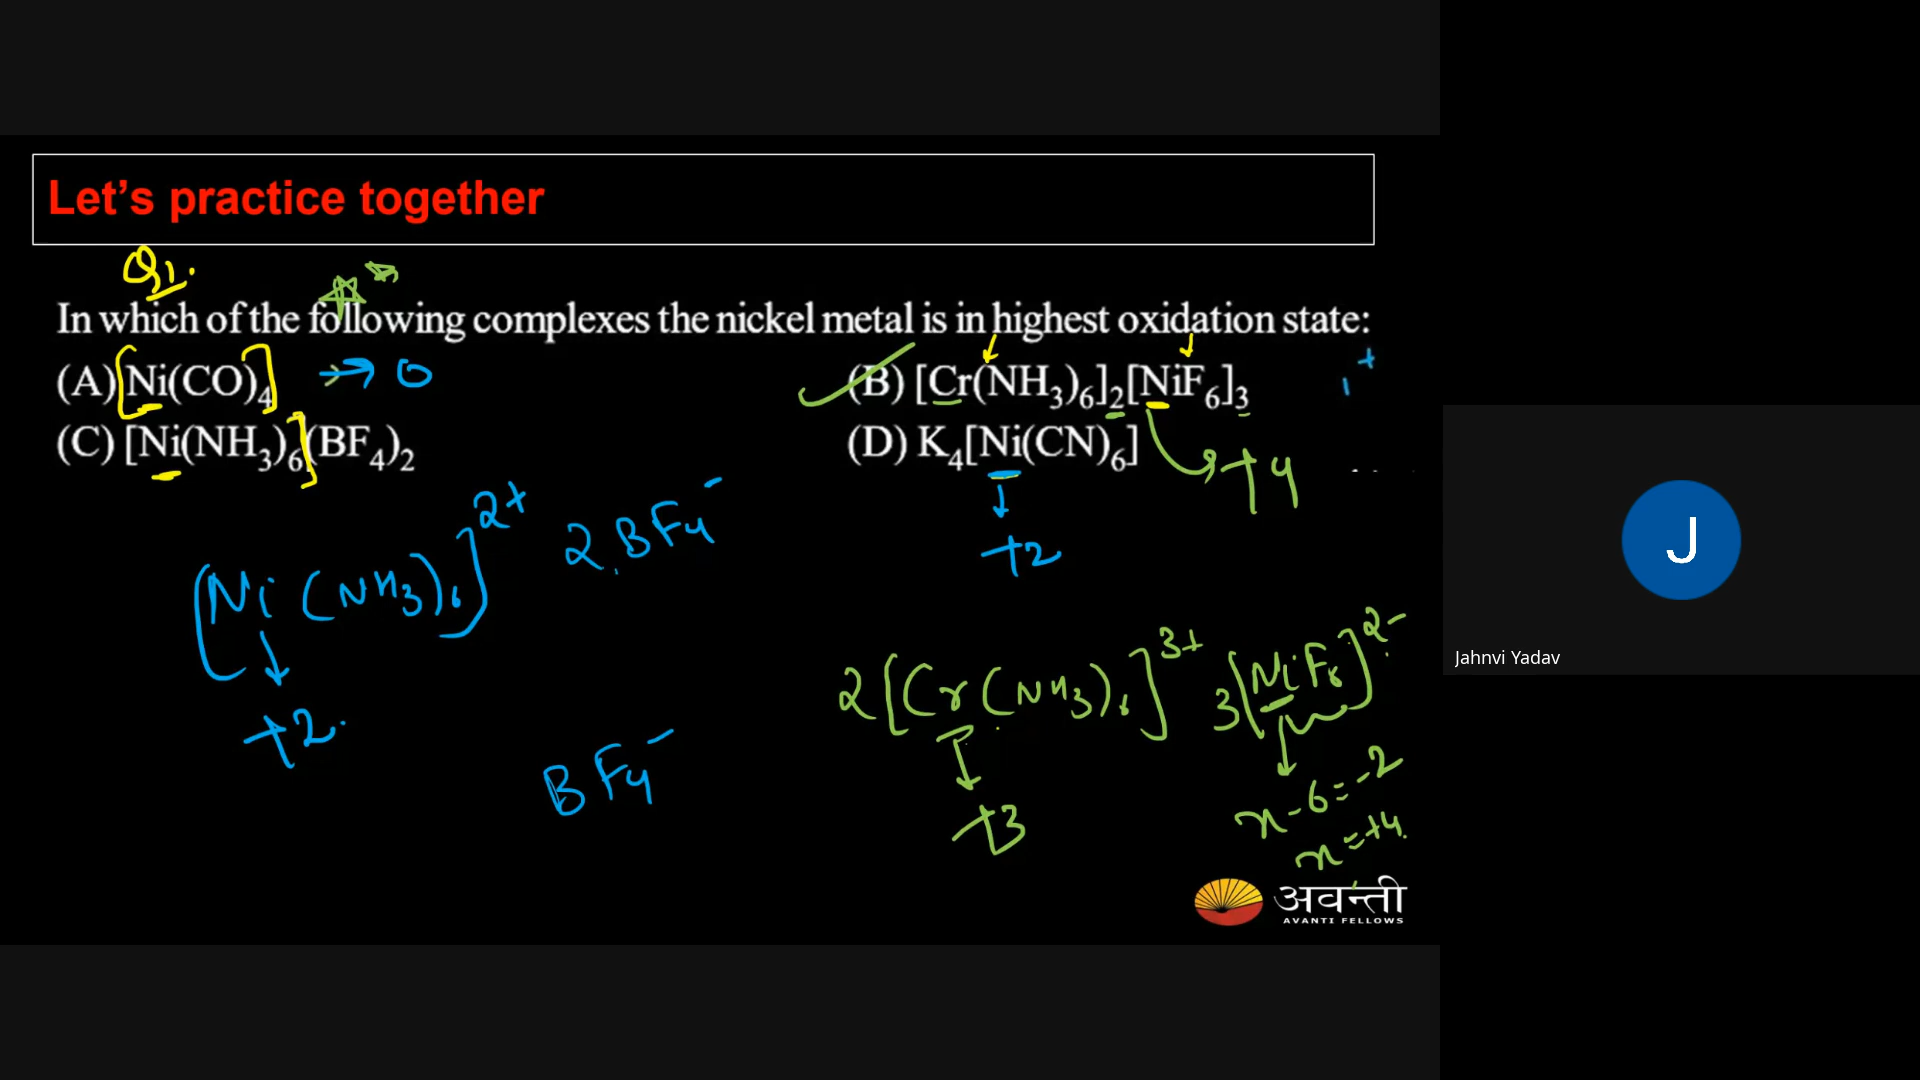 Let's practice together
Q1.
In which of the following complexes the nickel metal is in highest oxidation state:
(A) [Ni(CO)4] → 0
(B) [Cr(NH3)6]2[NiF6]3
1+
(C) [Ni(NH3)6](BF4)2
(D) K4[Ni(CN)6]
+4
[Ni(NH3)6]2+ 2BF4-
+2
2[Cr(NH3)6]3+ 3[NiF6]2-
+2
BF4-
+3
x-6=-2
x=+4.
अवन्ती
AVANTI FELLOWS
J
Jahnvi Yadav